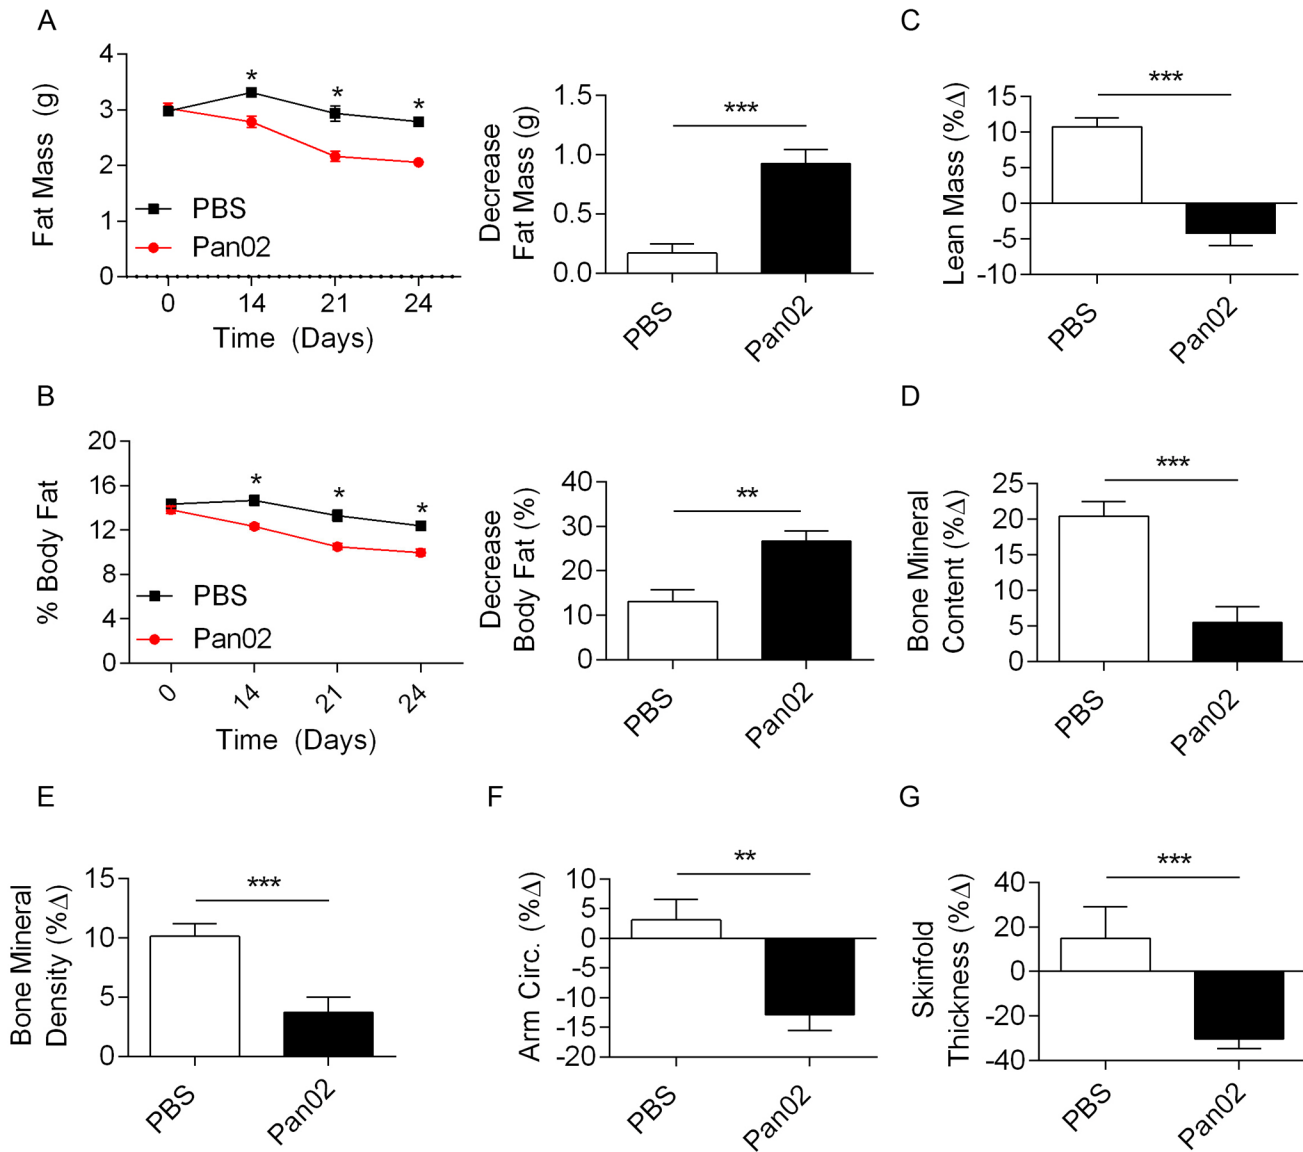 A
Fat Mass (g)
4
3
2
1
0
* * *
PBS
Pan02
0 14 21 24
Time (Days)
Decrease
Fat Mass (g)
1.5
1.0
0.5
0.0
***
PBS Pan02
C
Lean Mass (%Δ)
15
10
5
0
-5
-10
***
PBS Pan02
B
% Body Fat
20
16
12
8
4
0
* * *
PBS
Pan02
0 14 21 24
Time (Days)
Decrease
Body Fat (%)
40
30
20
10
0
**
PBS Pan02
D
Bone Mineral
Content (%Δ)
25
20
15
10
5
0
***
PBS Pan02
E
Bone Mineral
Density (%Δ)
15
10
5
0
***
PBS Pan02
F
Arm Circ. (%Δ)
10
5
0
-5
-10
-15
-20
**
PBS Pan02
G
Skinfold
Thickness (%Δ)
40
20
0
-20
-40
***
PBS Pan02